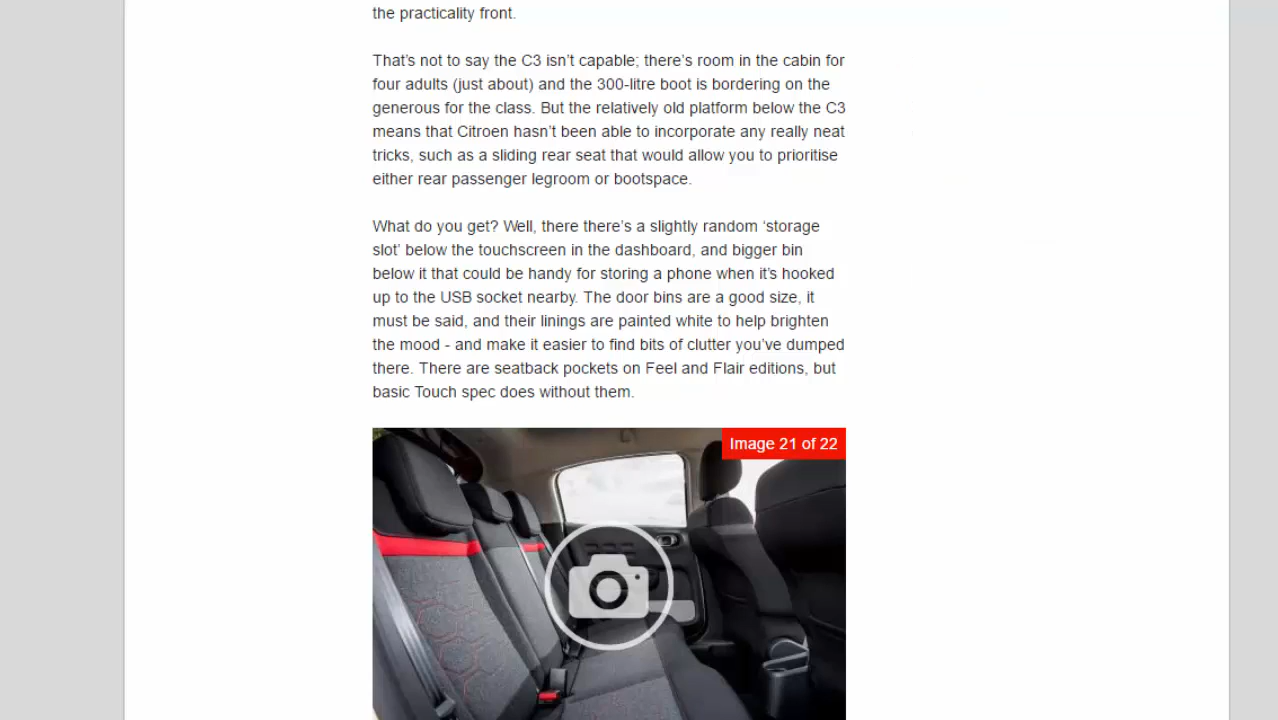 the practicality front.
That's not to say the C3 isn't capable; there's room in the cabin for
four adults (just about) and the 300-litre boot is bordering on the
generous for the class. But the relatively old platform below the C3
means that Citroen hasn't been able to incorporate any really neat
tricks, such as a sliding rear seat that would allow you to prioritise
either rear passenger legroom or bootspace.
What do you get? Well, there there's a slightly random ‘storage
slot’ below the touchscreen in the dashboard, and bigger bin
below it that could be handy for storing a phone when it's hooked
up to the USB socket nearby. The door bins are a good size, it
must be said, and their linings are painted white to help brighten
the mood - and make it easier to find bits of clutter you've dumped
there. There are seatback pockets on Feel and Flair editions, but
basic Touch spec does without them.
Image 21 of 22